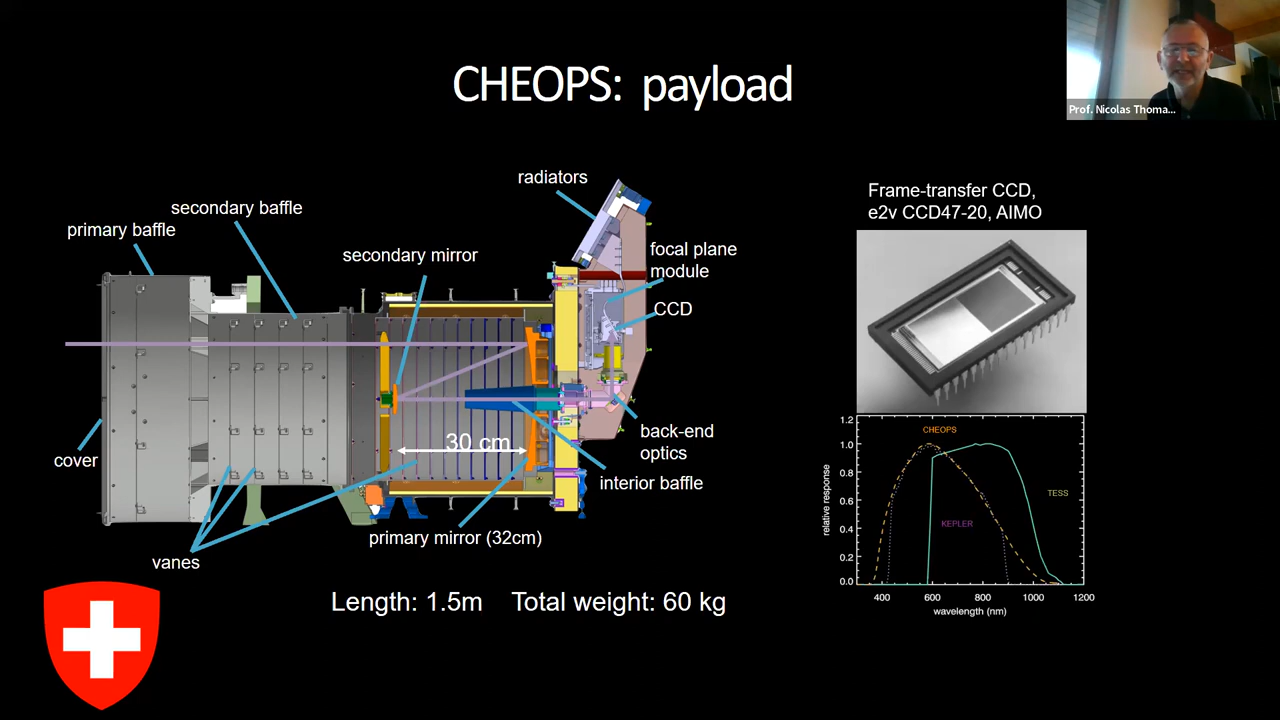 CHEOPS: payload
Prof. Nicolas Thoma...
radiators
secondary baffle
primary baffle
secondary mirror
focal plane
module
CCD
30 cm
back-end
optics
interior baffle
cover
primary mirror (32cm)
vanes
Length: 1.5m Total weight: 60 kg
Frame-transfer CCD,
e2v CCD47-20, AIMO
1.2
1.0
0.8
0.6
0.4
0.2
0.0
relative response
CHEOPS
TESS
KEPLER
400 600 800 1000 1200
wavelength (nm)